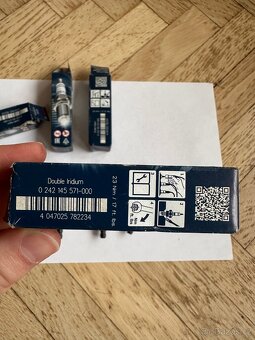 Double Iridium
0 242 145 571-000
4 047025 782234
23 Nm / 17 ft. lbs.